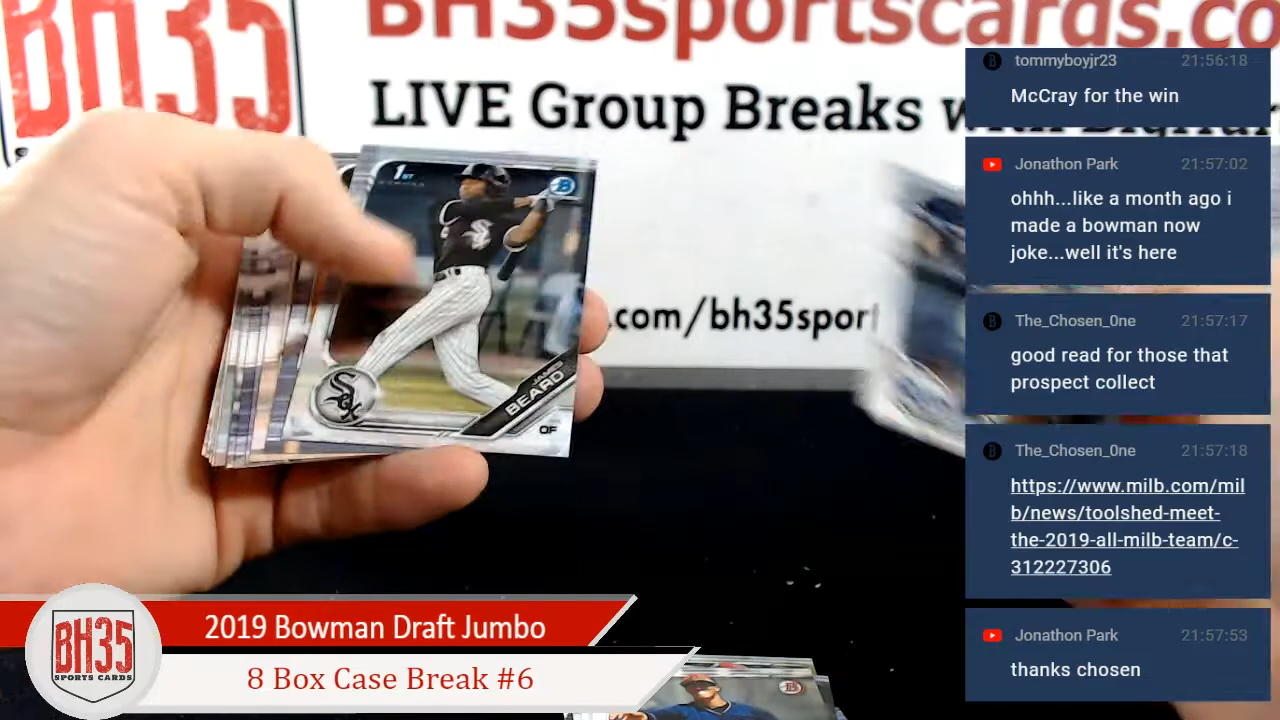 BH35
BH35sportscards.co
LIVE Group Breaks
.com/bh35spor
1ST
BOWMAN
JAMES
BEARD
OF
Sox
tommyboyjr23 21:56:18
McCray for the win
Jonathon Park 21:57:02
ohhh...like a month ago i
made a bowman now
joke...well it's here
The_Chosen_0ne 21:57:17
good read for those that
prospect collect
The_Chosen_0ne 21:57:18
https://www.milb.com/mil
b/news/toolshed-meet-
the-2019-all-milb-team/c-
312227306
Jonathon Park 21:57:53
thanks chosen
2019 Bowman Draft Jumbo
8 Box Case Break #6
BH35
SPORTS CARDS